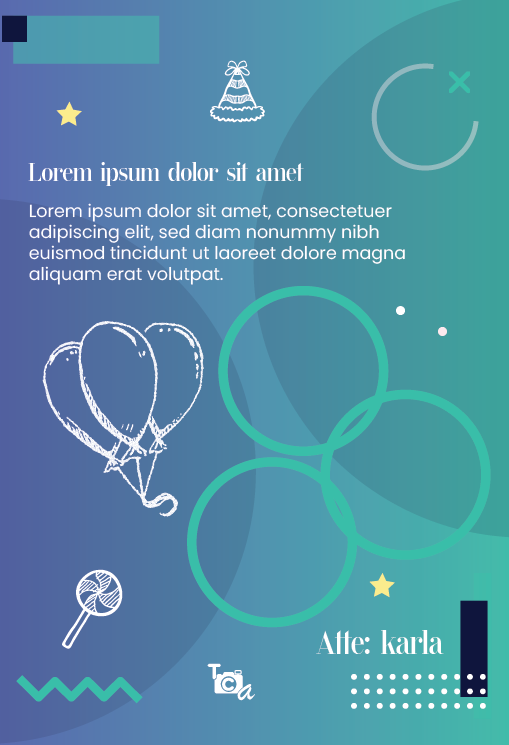 Lorem ipsum dolor sit amet
Lorem ipsum dolor sit amet, consectetuer
adipiscing elit, sed diam nonummy nibh
euismod tincidunt ut laoreet dolore magna
aliquam erat volutpat.
Atte: karla
T
C
a